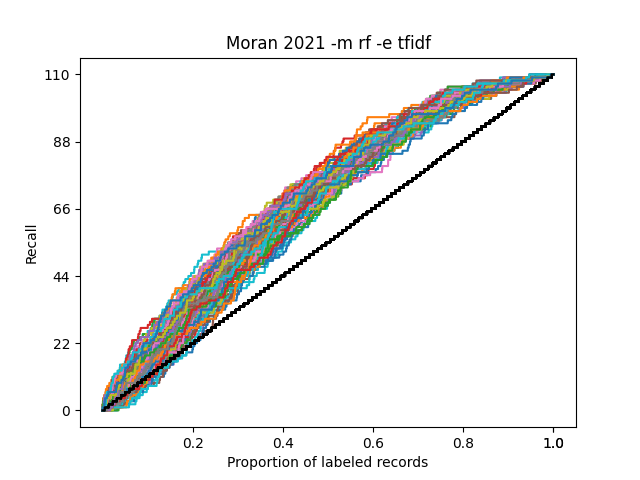 Moran 2021 -m rf -e tfidf
110
88
66
44
22
0
Recall
0.2 0.4 0.6 0.8 1.0
Proportion of labeled records